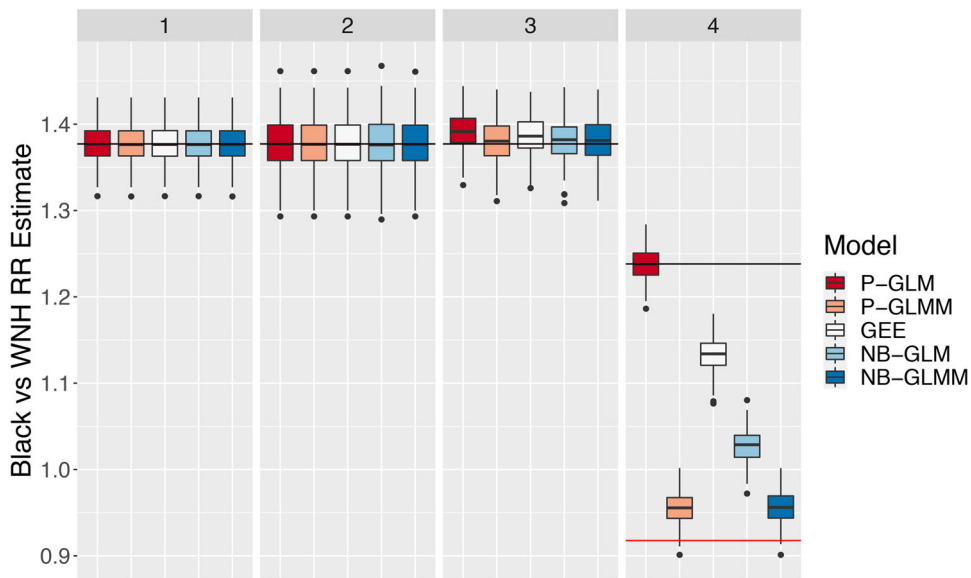 1
2
3
4
Black vs WNH RR Estimate
1.4
1.3
1.2
1.1
1.0
0.9
Model
P−GLM
P−GLMM
GEE
NB−GLM
NB−GLMM